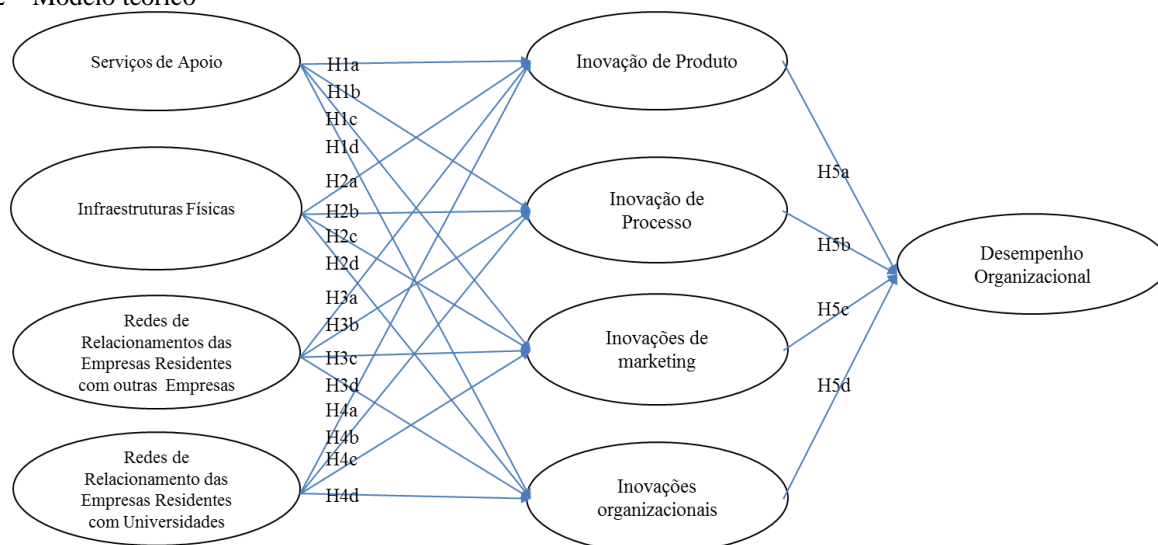 Modelo teórico
Serviços de Apoio
Infraestruturas Físicas
Redes de
Relacionamentos das
Empresas Residentes
com outras Empresas
Redes de
Relacionamento das
Empresas Residentes
com Universidades
H1a
H1b
H1c
H1d
H2a
H2b
H2c
H2d
H3a
H3b
H3c
H3d
H4a
H4b
H4c
H4d
Inovação de Produto
Inovação de
Processo
Inovações de
marketing
Inovações
organizacionais
H5a
H5b
H5c
H5d
Desempenho
Organizacional